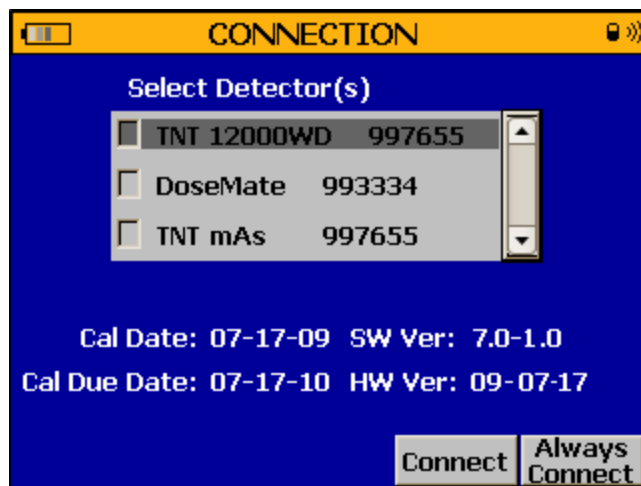 CONNECTION
Select Detector(s)
TNT 12000WD 997655
DoseMate 993334
TNT mAs 997655
Cal Date: 07-17-09 SW Ver: 7.0-1.0
Cal Due Date: 07-17-10 HW Ver: 09-07-17
Connect
Always
Connect